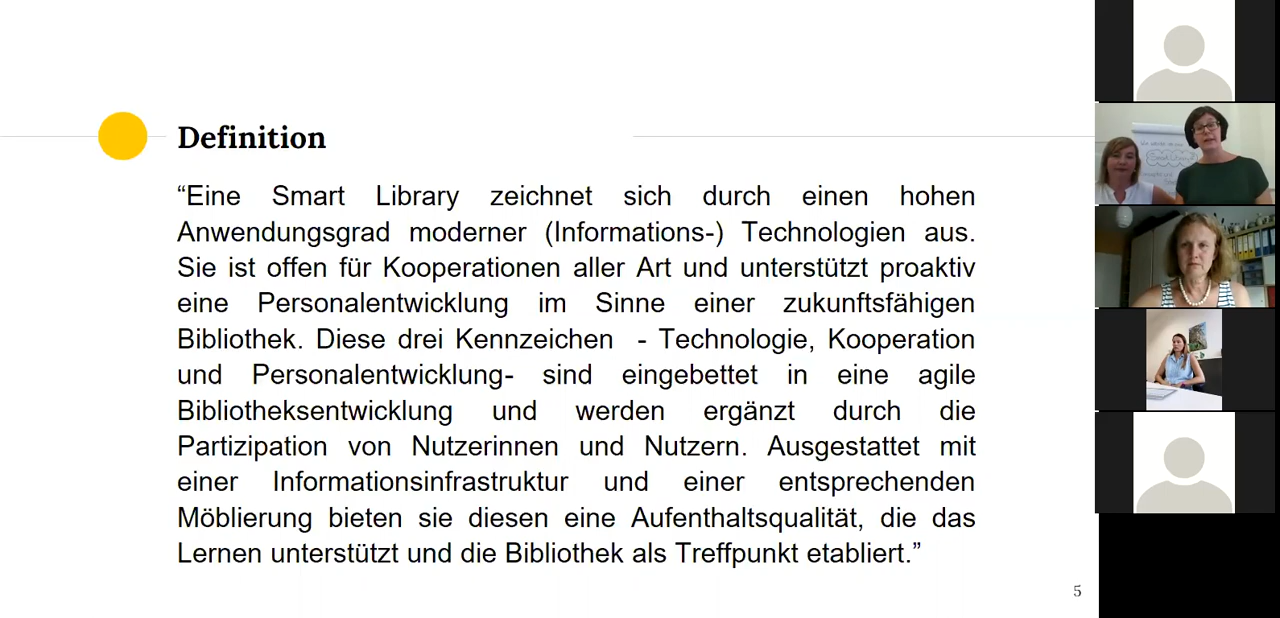 Definition
“Eine Smart Library zeichnet sich durch einen hohen
Anwendungsgrad moderner (Informations-) Technologien aus.
Sie ist offen für Kooperationen aller Art und unterstützt proaktiv
eine Personalentwicklung im Sinne einer zukunftsfähigen
Bibliothek. Diese drei Kennzeichen - Technologie, Kooperation
und Personalentwicklung- sind eingebettet in eine agile
Bibliotheksentwicklung und werden ergänzt durch die
Partizipation von Nutzerinnen und Nutzern. Ausgestattet mit
einer Informationsinfrastruktur und einer entsprechenden
Möblierung bieten sie diesen eine Aufenthaltsqualität, die das
Lernen unterstützt und die Bibliothek als Treffpunkt etabliert.”
5